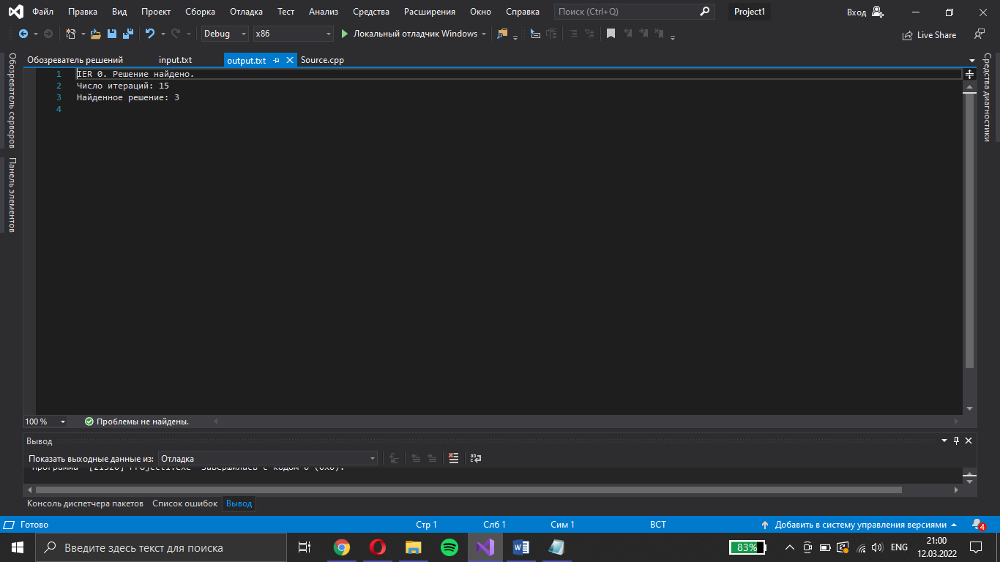 Файл Правка Вид Проект Сборка Отладка Тест Анализ Средства Расширения Окно Справка Поиск (Ctrl+Q) Project1 Вход
Debug x86 Локальный отладчик Windows Live Share
Обозреватель серверов
Панель элементов
Обозреватель решений input.txt output.txt Source.cpp
Средства диагностики
1 IER 0. Решение найдено.
2 Число итераций: 15
3 Найденное решение: 3
4
100 % Проблемы не найдены.
Вывод
Показать выходные данные из: Отладка
завершилась с кодом 0 (0x0).
Консоль диспетчера пакетов Список ошибок Вывод
Готово Стр 1 Слб 1 Сим 1 ВСТ Добавить в систему управления версиями 4
Введите здесь текст для поиска 83% ENG 21:00
12.03.2022